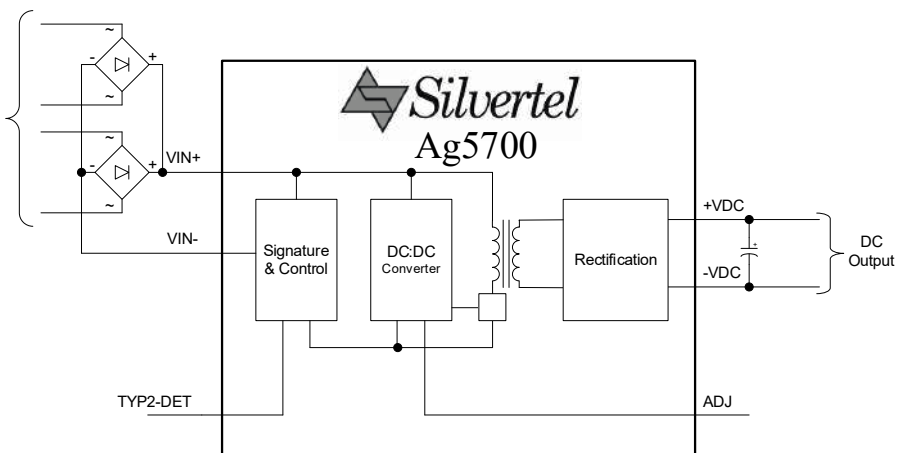 ~
-
+
~
~
-
+
~
VIN+
VIN-
Silvertel
Ag5700
Signature
& Control
DC:DC
Converter
Rectification
+VDC
+
-VDC
DC
Output
TYP2-DET
ADJ